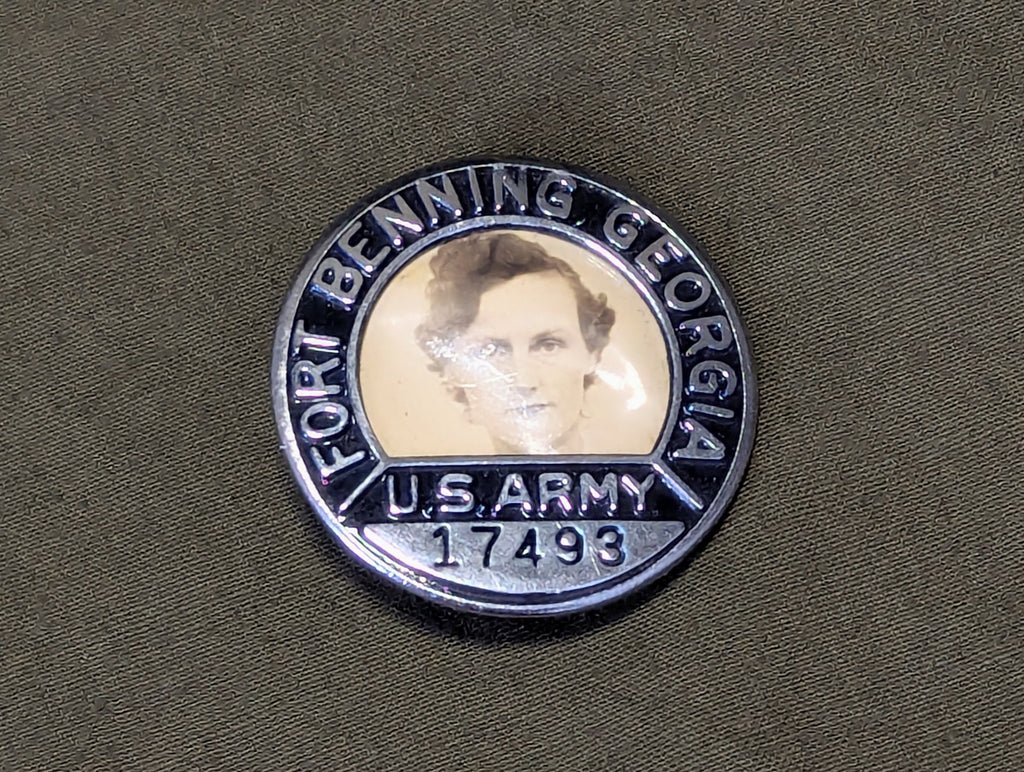 FORT BENNING, GEORGIA
U.S. ARMY
17493